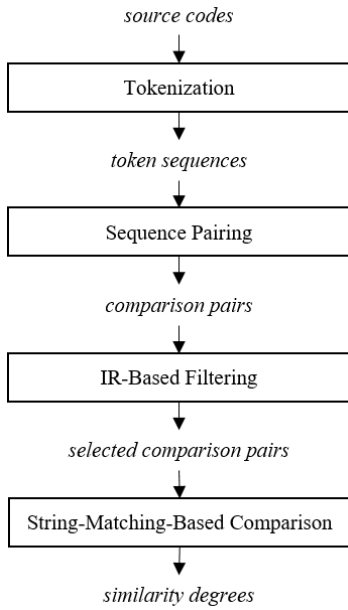 source codes
Tokenization
token sequences
Sequence Pairing
comparison pairs
IR-Based Filtering
selected comparison pairs
String-Matching-Based Comparison
similarity degrees